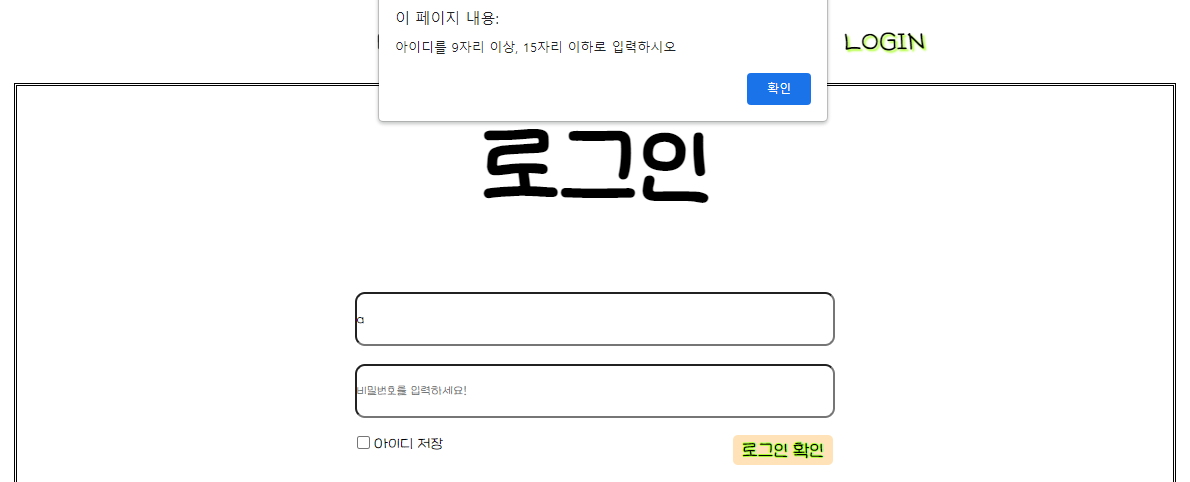 이 페이지 내용:
아이디를 9자리 이상, 15자리 이하로 입력하시오
확인
LOGIN
로그인
a
비밀번호를 입력하세요!
아이디 저장
로그인 확인